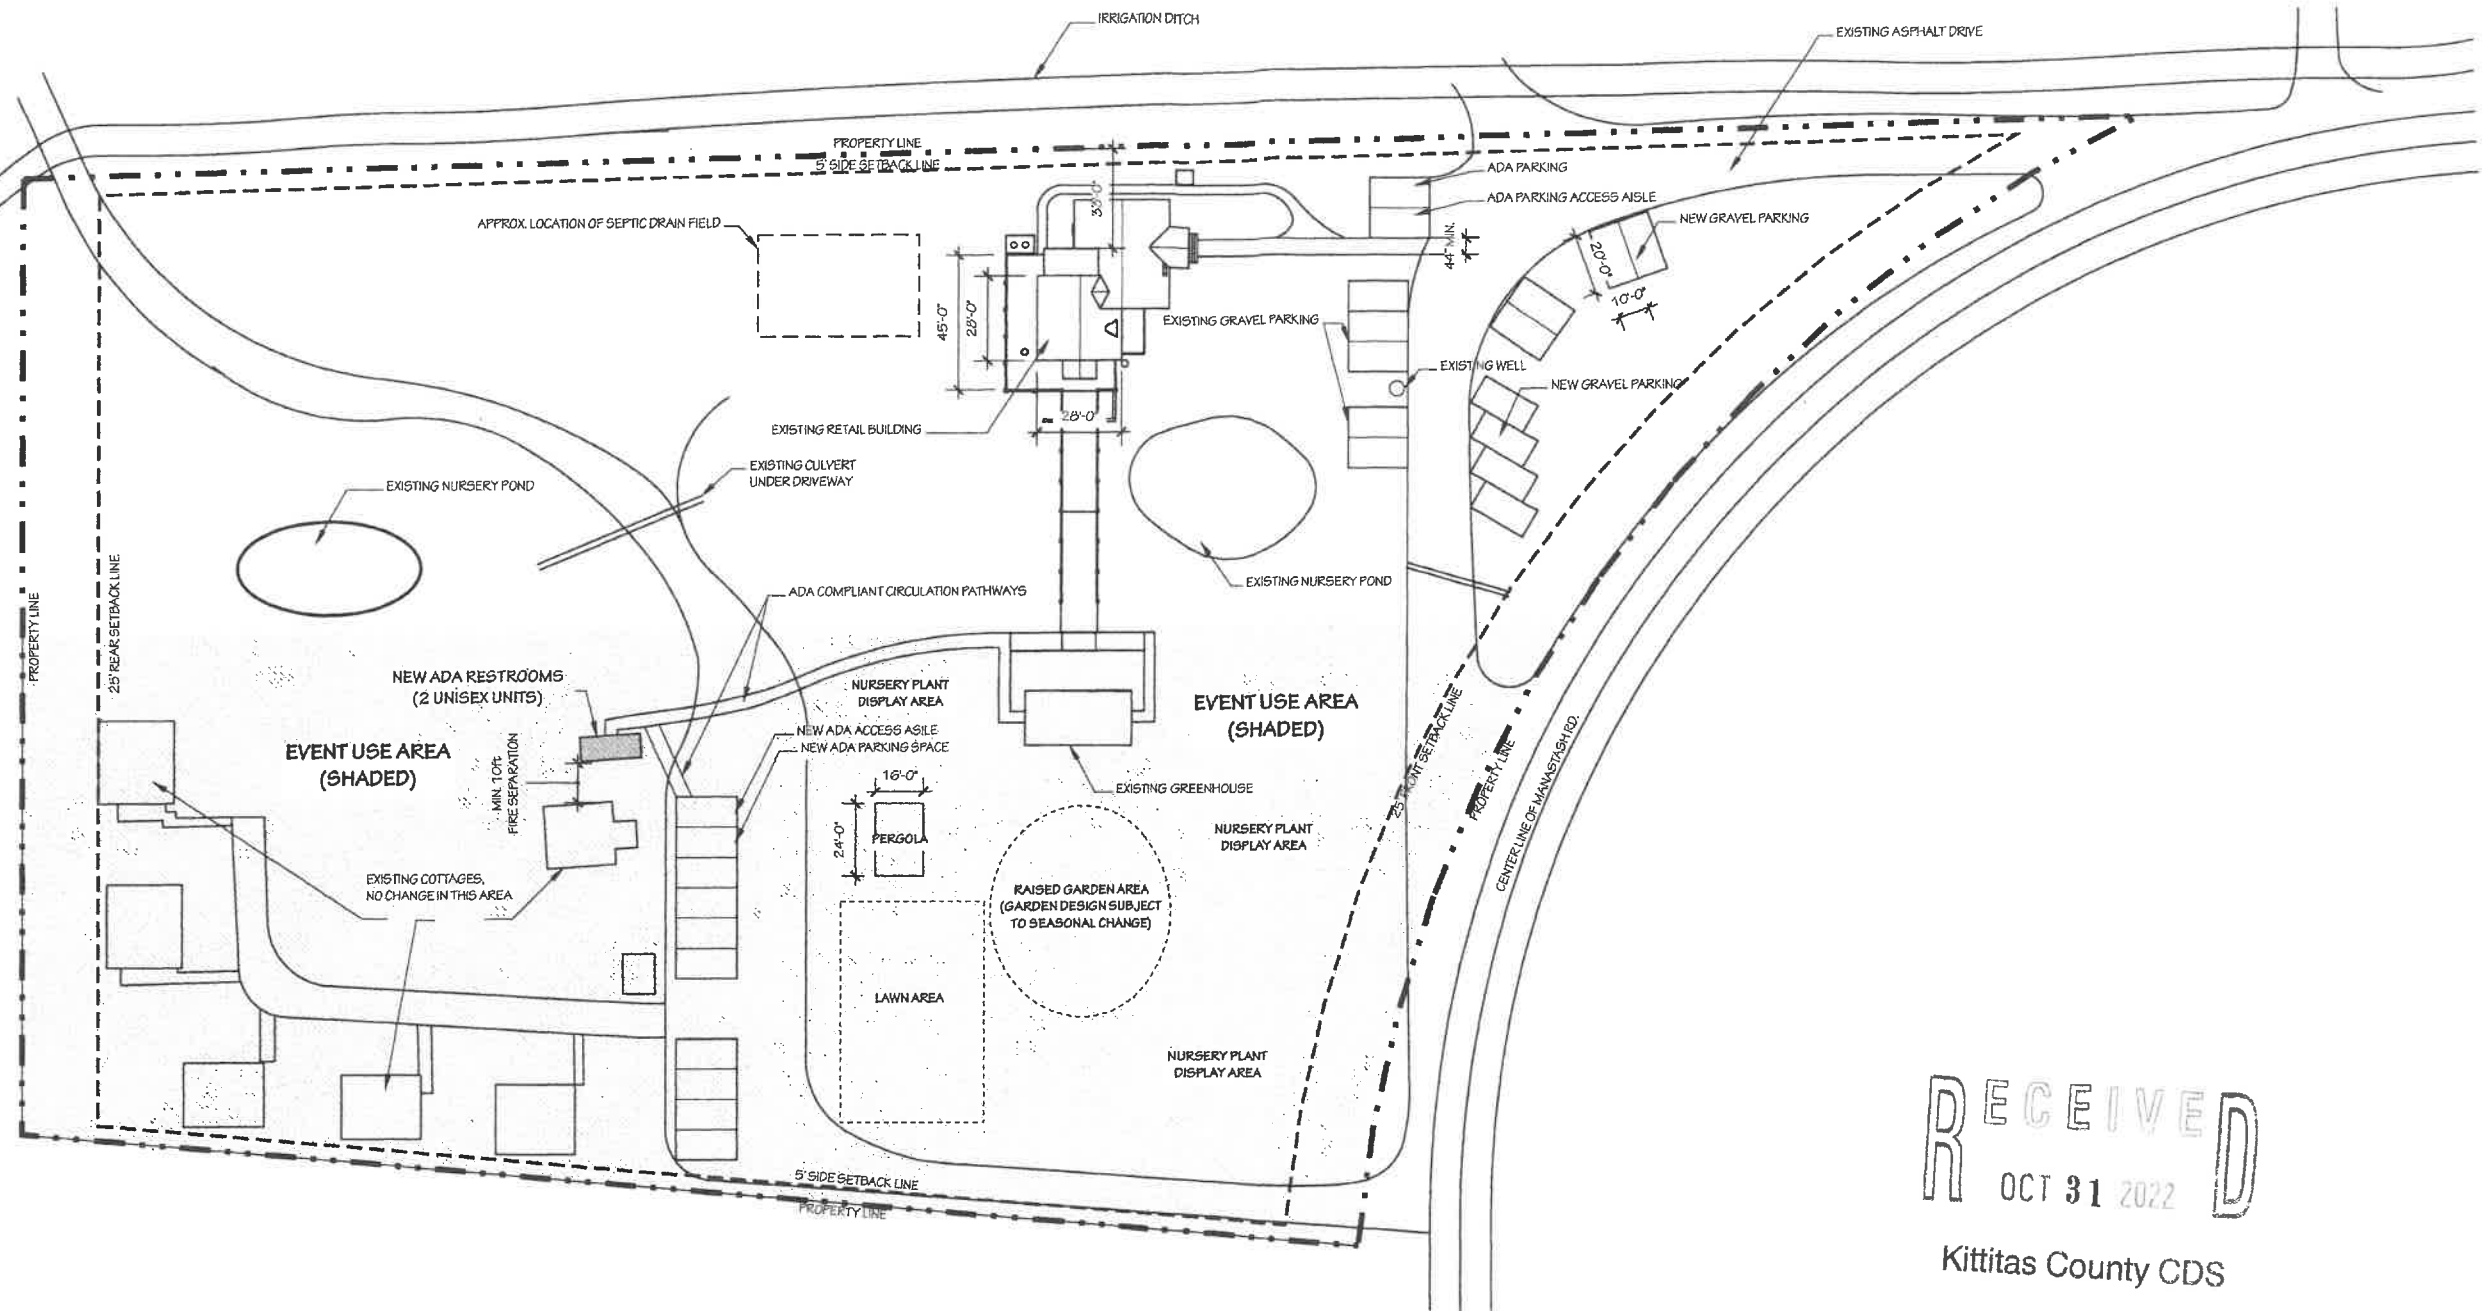 IRRIGATION DITCH
EXISTING ASPHALT DRIVE
PROPERTY LINE
5' SIDE SETBACK LINE
ADA PARKING
ADA PARKING ACCESS AISLE
NEW GRAVEL PARKING
APPROX. LOCATION OF SEPTIC DRAIN FIELD
44" MIN.
20'-0"
10'-0"
45'-0"
28'-0"
EXISTING GRAVEL PARKING
EXISTING WELL
NEW GRAVEL PARKING
28'-0"
EXISTING RETAIL BUILDING
EXISTING CULVERT
UNDER DRIVEWAY
EXISTING NURSERY POND
EXISTING NURSERY POND
ADA COMPLIANT CIRCULATION PATHWAYS
PROPERTY LINE
25' REAR SETBACK LINE
NEW ADA RESTROOMS
(2 UNISEX UNITS)
NURSERY PLANT
DISPLAY AREA
EVENT USE AREA
(SHADED)
25' FRONT SETBACK LINE
PROPERTY LINE
CENTER LINE OF MANASTASH RD.
NEW ADA ACCESS ASILE
NEW ADA PARKING SPACE
EVENT USE AREA
(SHADED)
MIN. 10ft
FIRE SEPARATION
16'-0"
24'-0"
PERGOLA
EXISTING GREENHOUSE
NURSERY PLANT
DISPLAY AREA
EXISTING COTTAGES,
NO CHANGE IN THIS AREA
RAISED GARDEN AREA
(GARDEN DESIGN SUBJECT
TO SEASONAL CHANGE)
LAWN AREA
NURSERY PLANT
DISPLAY AREA
5' SIDE SETBACK LINE
PROPERTY LINE
RECEIVED
OCT 31 2022
Kittitas County CDS